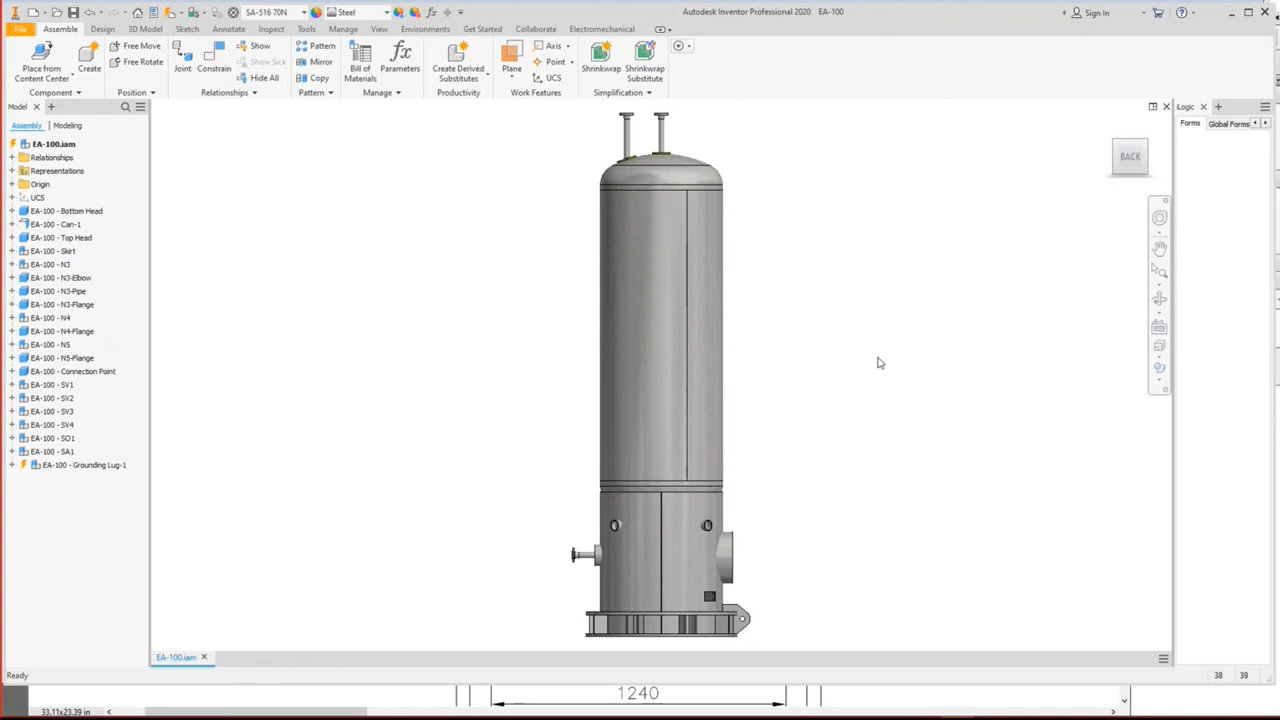 SA-516 70N
Steel
Autodesk Inventor Professional 2020 EA-100
Sign In
File Assemble Design 3D Model Sketch Annotate Inspect Tools Manage View Environments Get Started Collaborate Electromechanical
Place from Content Center
Create
Free Move
Free Rotate
Joint
Constrain
Show
Show Sick
Hide All
Pattern
Mirror
Copy
Bill of Materials
Parameters
Create Derived Substitutes
Plane
Axis
Point
UCS
Shrinkwrap
Shrinkwrap Substitute
Component Position Relationships Pattern Manage Productivity Work Features Simplification
Model
Assembly Modeling
EA-100.iam
Relationships
Representations
Origin
UCS
EA-100 - Bottom Head
EA-100 - Can-1
EA-100 - Top Head
EA-100 - Skirt
EA-100 - N3
EA-100 - N3-Elbow
EA-100 - N3-Pipe
EA-100 - N3-Flange
EA-100 - N4
EA-100 - N4-Flange
EA-100 - N5
EA-100 - N5-Flange
EA-100 - Connection Point
EA-100 - SV1
EA-100 - SV2
EA-100 - SV3
EA-100 - SV4
EA-100 - SO1
EA-100 - SA1
EA-100 - Grounding Lug-1
BACK
iLogic
Forms Global Forms
EA-100.iam
Ready
38 39
1240
33.11x23.39 in